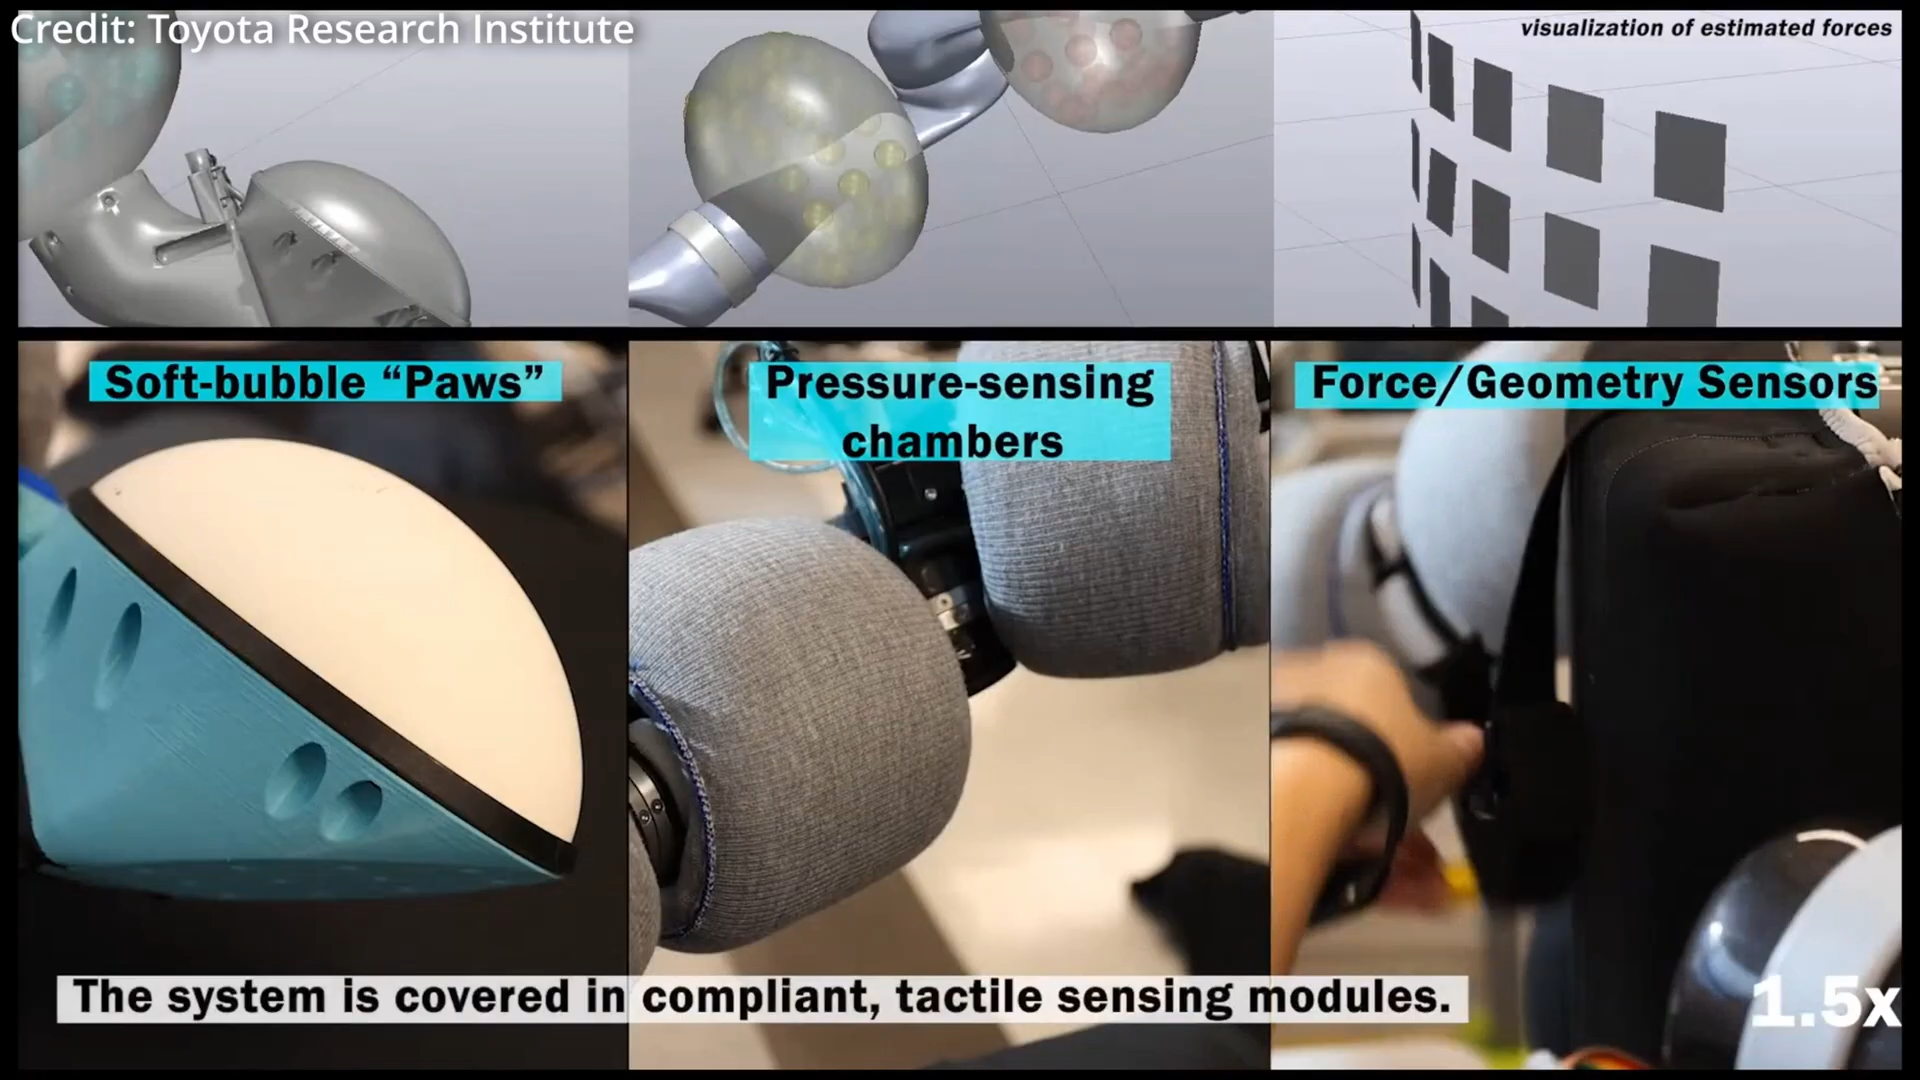 Credit: Toyota Research Institute
visualization of estimated forces
Soft-bubble “Paws”
Pressure-sensing
chambers
Force/Geometry Sensors
The system is covered in compliant, tactile sensing modules.
1.5x